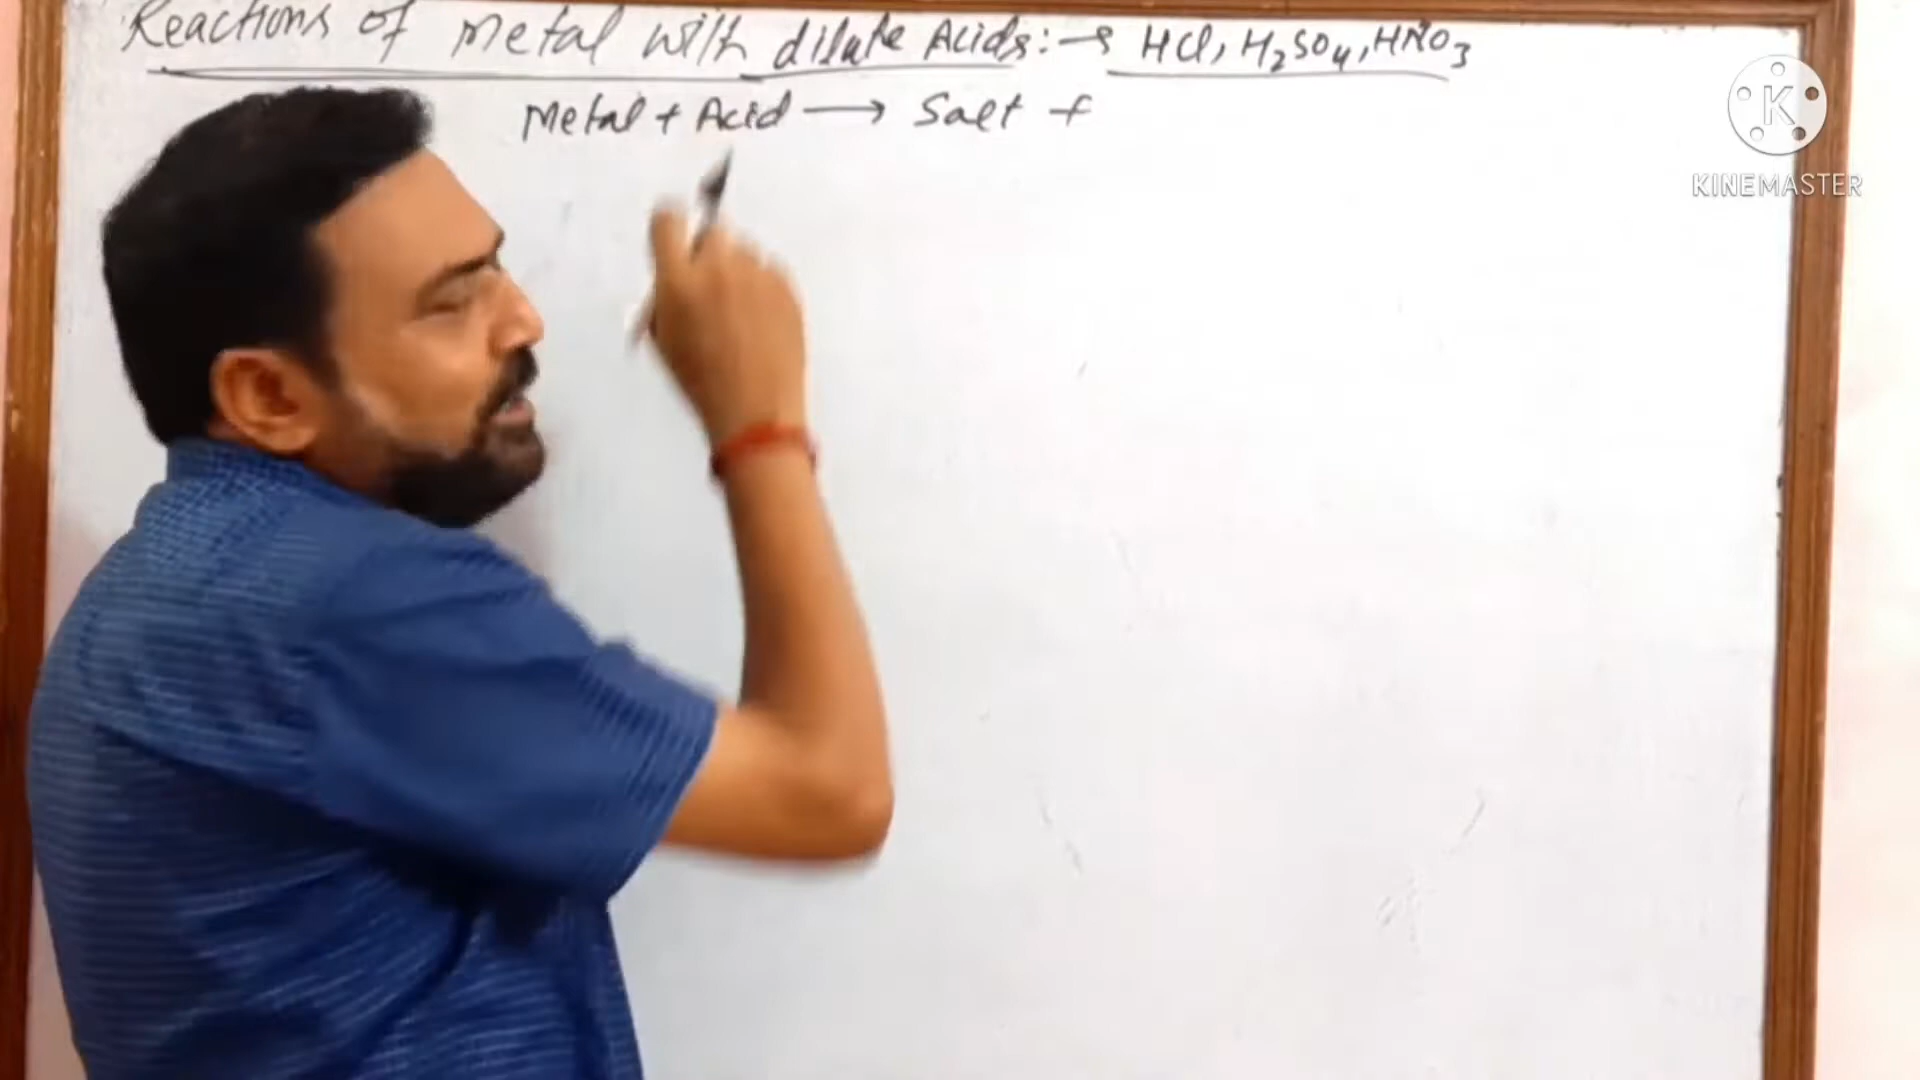 Reactions of Metal with dilute Acids:→ HCl, H₂SO₄, HNO₃
Metal + Acid → Salt +
K
KINEMASTER